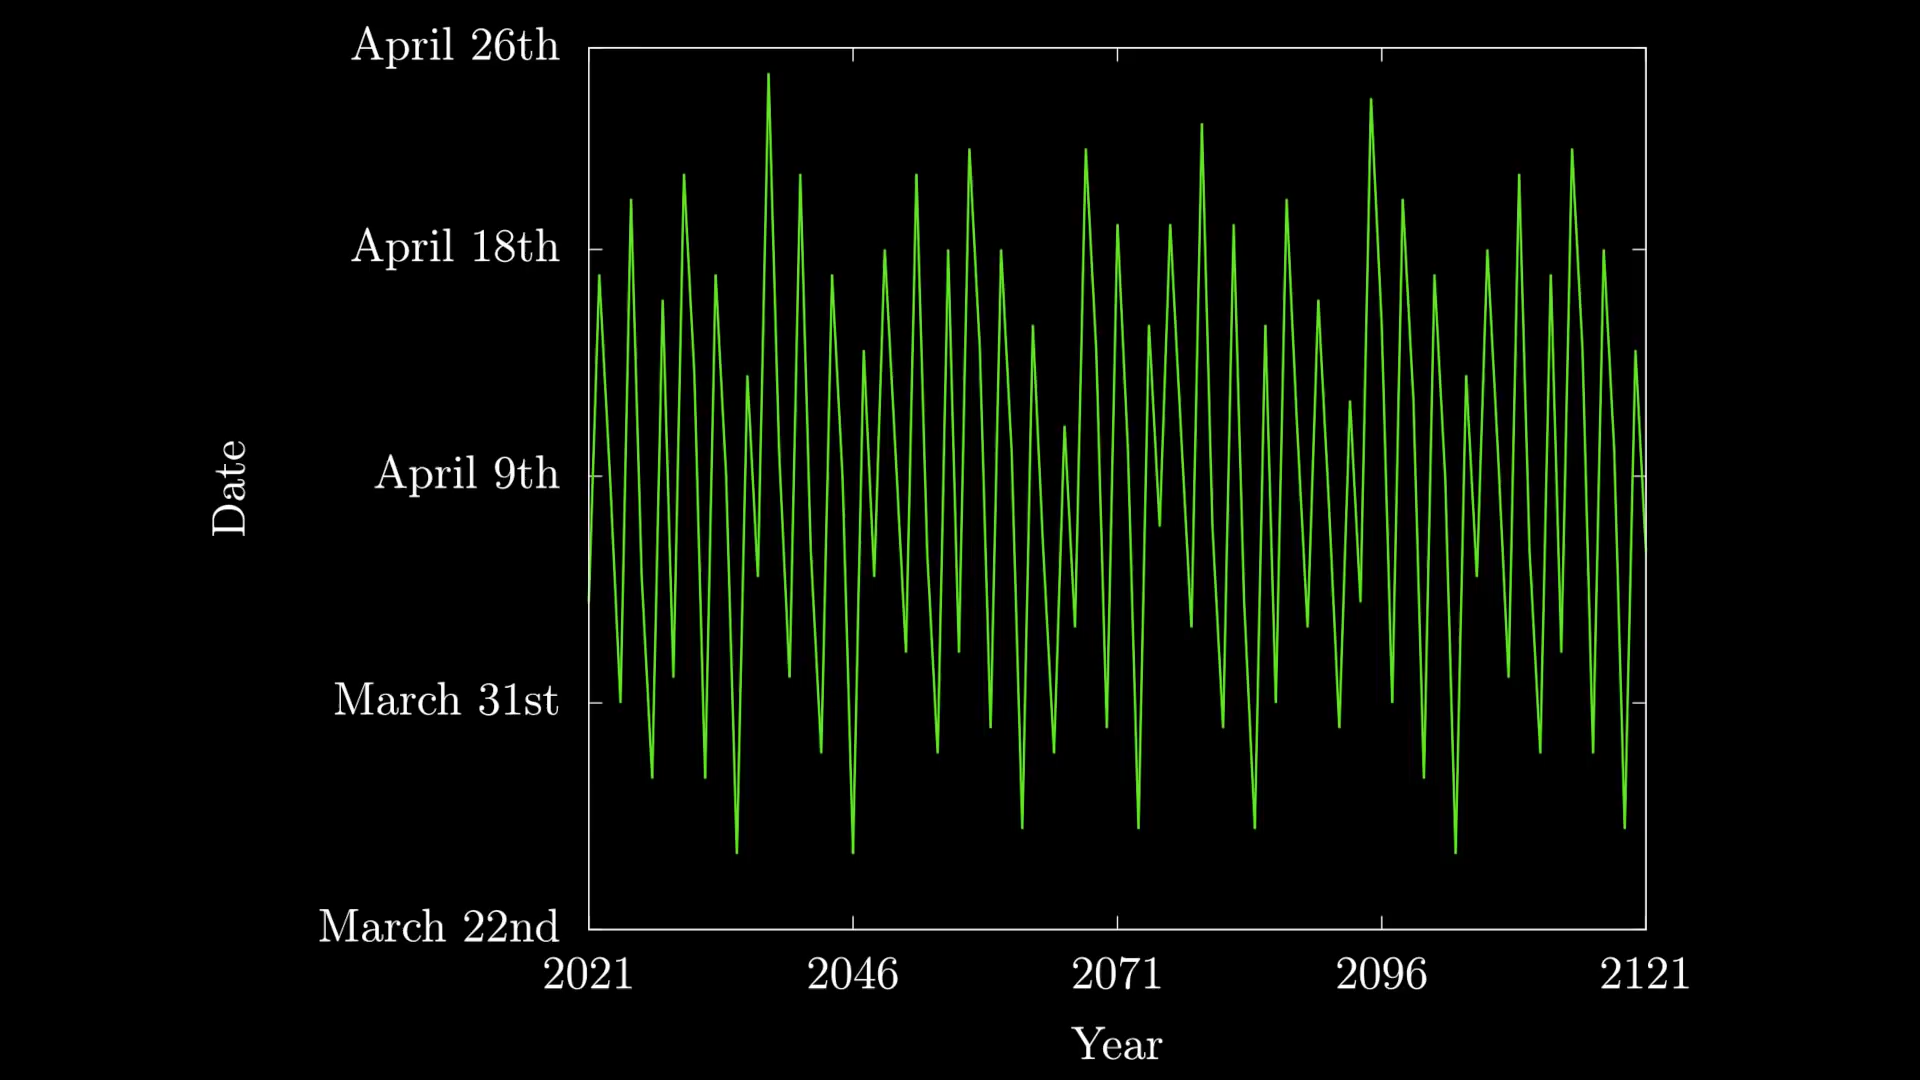 April 26th
April 18th
April 9th
March 31st
March 22nd
Date
2021 2046 2071 2096 2121
Year